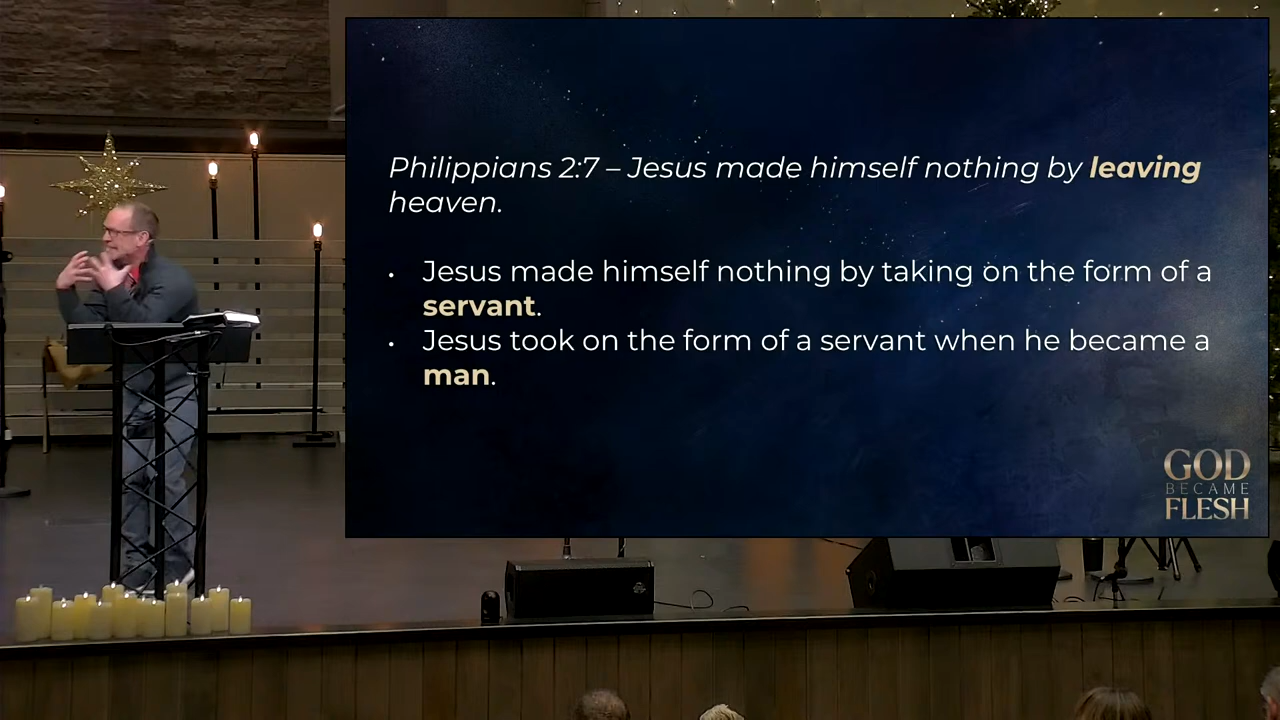 Philippians 2:7 – Jesus made himself nothing by leaving
heaven.
• Jesus made himself nothing by taking on the form of a
servant.
• Jesus took on the form of a servant when he became a
man.
GOD
BECAME
FLESH